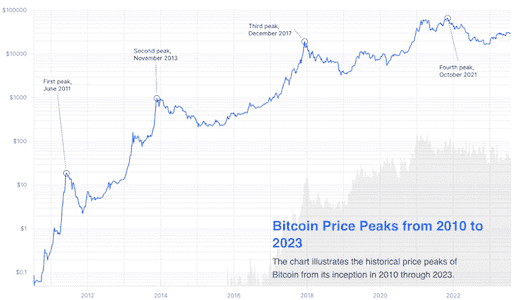 $100000
$10000
$1000
$100
$10
$1
$0.1
First peak,
June 2011
Second peak,
November 2013
Third peak,
December 2017
Fourth peak,
October 2021
Bitcoin Price Peaks from 2010 to
2023
The chart illustrates the historical price peaks of
Bitcoin from its inception in 2010 through 2023.
2012
2014
2016
2018
2020
2022